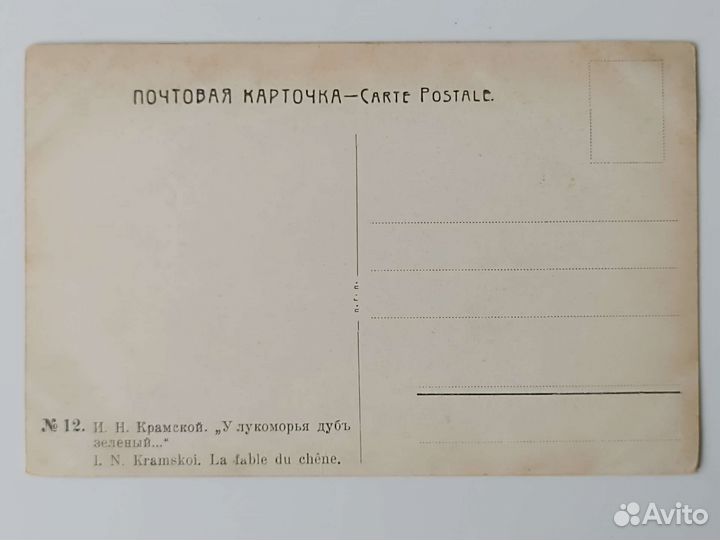 ПОЧТОВАЯ КАРТОЧКА—CARTE POSTALE.
п. г. п.
№ 12. И. Н. Крамской. „У лукоморья дубъ
зеленый...“
I. N. Kramskoi. La fable du chêne.
Avito